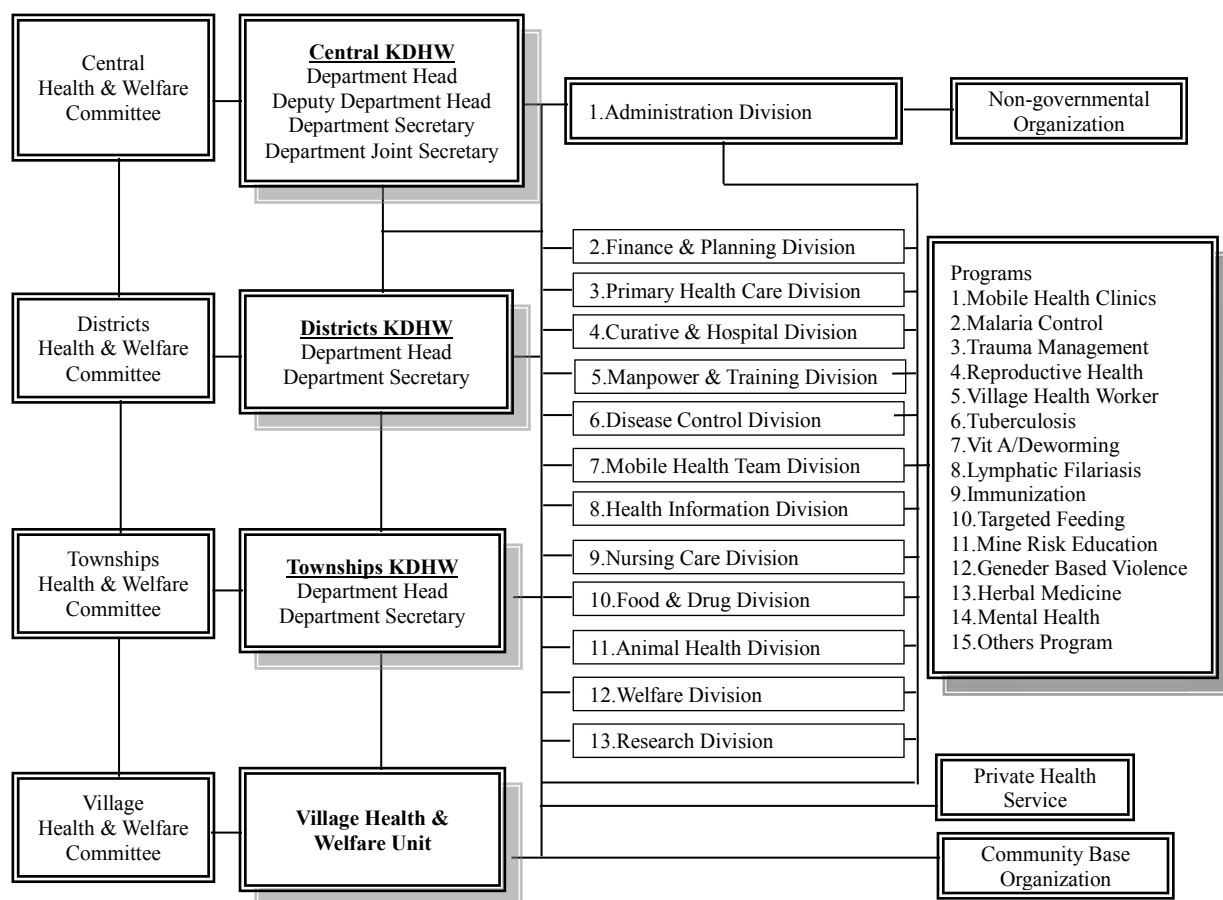 Central
Health & Welfare
Committee
Central KDHW
Department Head
Deputy Department Head
Department Secretary
Department Joint Secretary
1.Administration Division
Non-governmental
Organization
Districts
Health & Welfare
Committee
Districts KDHW
Department Head
Department Secretary
Townships
Health & Welfare
Committee
Townships KDHW
Department Head
Department Secretary
Village
Health & Welfare
Committee
Village Health &
Welfare Unit
2.Finance & Planning Division
3.Primary Health Care Division
4.Curative & Hospital Division
5.Manpower & Training Division
6.Disease Control Division
7.Mobile Health Team Division
8.Health Information Division
9.Nursing Care Division
10.Food & Drug Division
11.Animal Health Division
12.Welfare Division
13.Research Division
Programs
1.Mobile Health Clinics
2.Malaria Control
3.Trauma Management
4.Reproductive Health
5.Village Health Worker
6.Tuberculosis
7.Vit A/Deworming
8.Lymphatic Filariasis
9.Immunization
10.Targeted Feeding
11.Mine Risk Education
12.Geneder Based Violence
13.Herbal Medicine
14.Mental Health
15.Others Program
Private Health
Service
Community Base
Organization